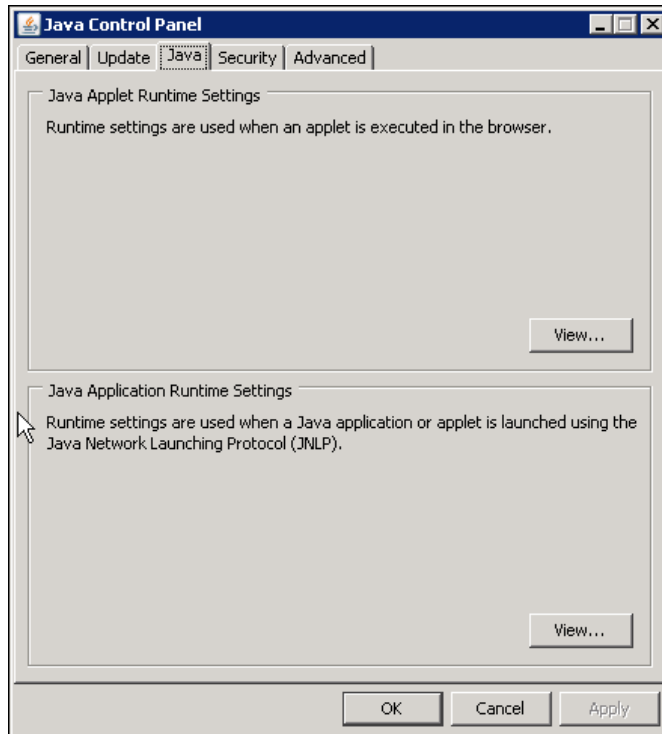 Java Control Panel
General Update Java Security Advanced
Java Applet Runtime Settings
Runtime settings are used when an applet is executed in the browser.
View...
Java Application Runtime Settings
Runtime settings are used when a Java application or applet is launched using the
Java Network Launching Protocol (JNLP).
View...
OK Cancel Apply